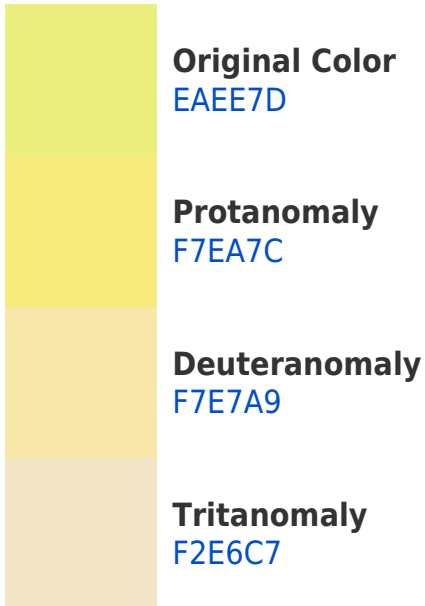 Original Color
EAEE7D
Protanomaly
F7EA7C
Deuteranomaly
F7E7A9
Tritanomaly
F2E6C7